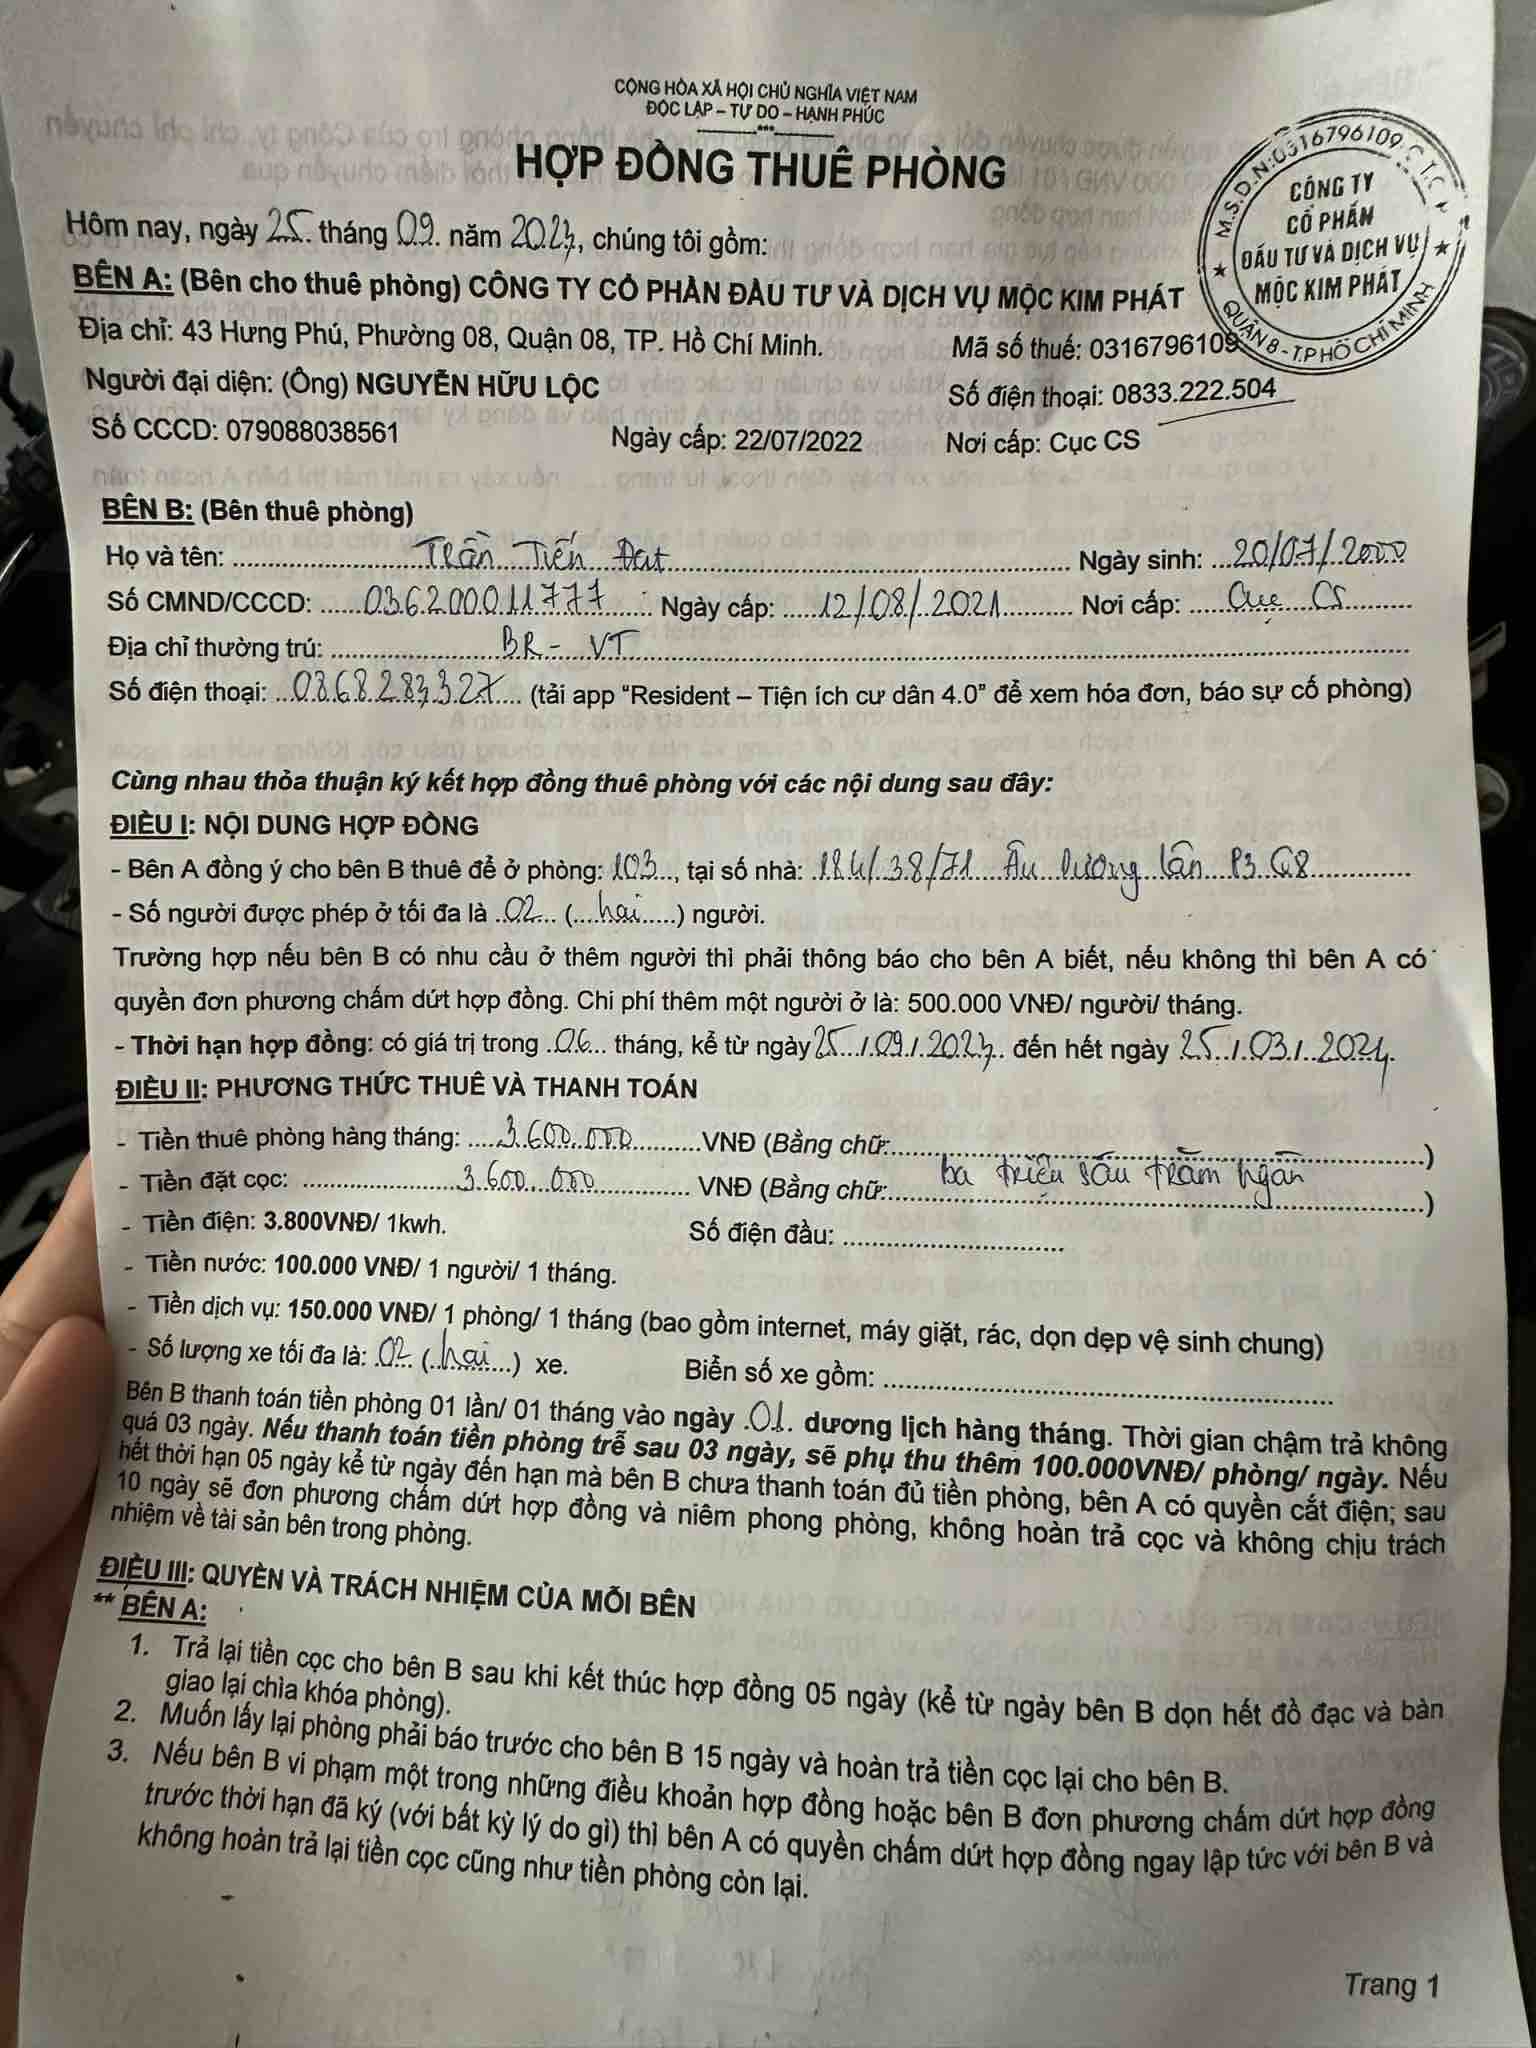 CỘNG HÒA XÃ HỘI CHỦ NGHĨA VIỆT NAM
ĐỘC LẬP – TỰ DO – HẠNH PHÚC
***
HỢP ĐỒNG THUÊ PHÒNG
M.S.D.N:0316796109 C.T.C
CÔNG TY
CỔ PHẦN
ĐẦU TƯ VÀ DỊCH VỤ
MỘC KIM PHÁT
QUẬN 8 - T.P HỒ CHÍ MINH
Hôm nay, ngày 25 tháng 09 năm 2023, chúng tôi gồm:
BÊN A: (Bên cho thuê phòng) CÔNG TY CỔ PHẦN ĐẦU TƯ VÀ DỊCH VỤ MỘC KIM PHÁT
Địa chỉ: 43 Hưng Phú, Phường 08, Quận 08, TP. Hồ Chí Minh. Mã số thuế: 0316796109
Người đại diện: (Ông) NGUYỄN HỮU LỘC Số điện thoại: 0833.222.504
Số CCCD: 079088038561 Ngày cấp: 22/07/2022 Nơi cấp: Cục CS
BÊN B: (Bên thuê phòng)
Họ và tên: Trần Tiến Đạt Ngày sinh: 20/07/2000
Số CMND/CCCD: 036200011777 Ngày cấp: 12/08/2021 Nơi cấp: Cục CS
Địa chỉ thường trú: BR - VT
Số điện thoại: 0368283327 (tải app “Resident – Tiện ích cư dân 4.0” để xem hóa đơn, báo sự cố phòng)
Cùng nhau thỏa thuận ký kết hợp đồng thuê phòng với các nội dung sau đây:
ĐIỀU I: NỘI DUNG HỢP ĐỒNG
- Bên A đồng ý cho bên B thuê để ở phòng: 103, tại số nhà: 184/38/71 Âu Dương Lân P3 Q8
- Số người được phép ở tối đa là 02 (hai) người.
Trường hợp nếu bên B có nhu cầu ở thêm người thì phải thông báo cho bên A biết, nếu không thì bên A có
quyền đơn phương chấm dứt hợp đồng. Chi phí thêm một người ở là: 500.000 VNĐ/ người/ tháng.
- Thời hạn hợp đồng: có giá trị trong 06 tháng, kể từ ngày 25/09/2023 đến hết ngày 25/03/2024.
ĐIỀU II: PHƯƠNG THỨC THUÊ VÀ THANH TOÁN
- Tiền thuê phòng hàng tháng: 3.600.000 VNĐ (Bằng chữ: )
- Tiền đặt cọc: 3.600.000 VNĐ (Bằng chữ: ba triệu sáu trăm ngàn )
- Tiền điện: 3.800VNĐ/ 1kwh. Số điện đầu:
- Tiền nước: 100.000 VNĐ/ 1 người/ 1 tháng.
- Tiền dịch vụ: 150.000 VNĐ/ 1 phòng/ 1 tháng (bao gồm internet, máy giặt, rác, dọn dẹp vệ sinh chung)
- Số lượng xe tối đa là: 02 (hai) xe. Biển số xe gồm:
Bên B thanh toán tiền phòng 01 lần/ 01 tháng vào ngày 01 dương lịch hàng tháng. Thời gian chậm trả không
quá 03 ngày. Nếu thanh toán tiền phòng trễ sau 03 ngày, sẽ phụ thu thêm 100.000VNĐ/ phòng/ ngày. Nếu
hết thời hạn 05 ngày kể từ ngày đến hạn mà bên B chưa thanh toán đủ tiền phòng, bên A có quyền cắt điện; sau
10 ngày sẽ đơn phương chấm dứt hợp đồng và niêm phong phòng, không hoàn trả cọc và không chịu trách
nhiệm về tài sản bên trong phòng.
ĐIỀU III: QUYỀN VÀ TRÁCH NHIỆM CỦA MỖI BÊN
** BÊN A:
1. Trả lại tiền cọc cho bên B sau khi kết thúc hợp đồng 05 ngày (kể từ ngày bên B dọn hết đồ đạc và bàn
giao lại chìa khóa phòng).
2. Muốn lấy lại phòng phải báo trước cho bên B 15 ngày và hoàn trả tiền cọc lại cho bên B.
3. Nếu bên B vi phạm một trong những điều khoản hợp đồng hoặc bên B đơn phương chấm dứt hợp đồng
trước thời hạn đã ký (với bất kỳ lý do gì) thì bên A có quyền chấm dứt hợp đồng ngay lập tức với bên B và
không hoàn trả lại tiền cọc cũng như tiền phòng còn lại.
Trang 1